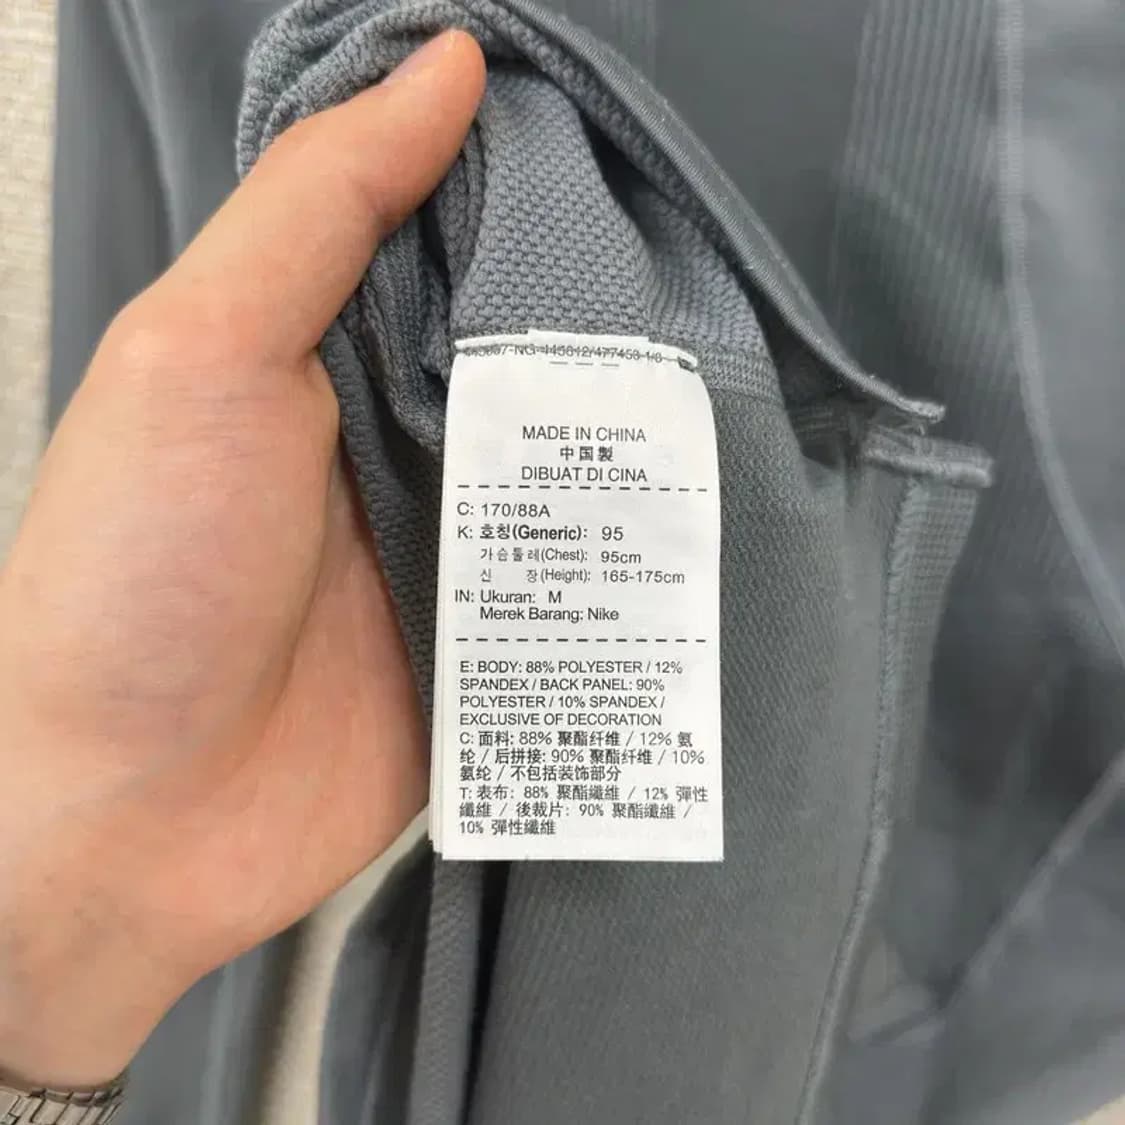 MADE IN CHINA
中国製
DIBUAT DI CINA
C: 170/88A
K: 호칭(Generic): 95
가슴둘레(Chest): 95cm
신 장(Height): 165-175cm
IN: Ukuran: M
Merek Barang: Nike
E: BODY: 88% POLYESTER / 12%
SPANDEX / BACK PANEL: 90%
POLYESTER / 10% SPANDEX /
EXCLUSIVE OF DECORATION
C: 面料: 88% 聚酯纤维 / 12% 氨
纶 / 后拼接: 90% 聚酯纤维 / 10%
氨纶 / 不包括装饰部分
T: 表布: 88% 聚酯纖維 / 12% 彈性
纖維 / 後裁片: 90% 聚酯纖維 /
10% 彈性纖維